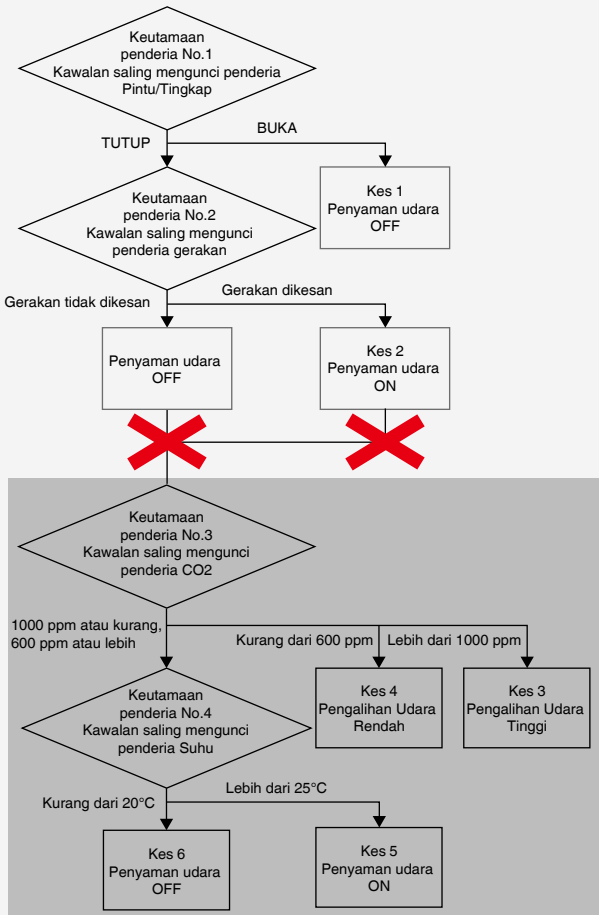 Keutamaan
penderia No.1
Kawalan saling mengunci penderia
Pintu/Tingkap
TUTUP
BUKA
Keutamaan
penderia No.2
Kawalan saling mengunci
penderia gerakan
Kes 1
Penyaman udara
OFF
Gerakan tidak dikesan
Gerakan dikesan
Penyaman udara
OFF
Kes 2
Penyaman udara
ON
Keutamaan
penderia No.3
Kawalan saling mengunci
penderia CO2
1000 ppm atau kurang,
600 ppm atau lebih
Kurang dari 600 ppm
Lebih dari 1000 ppm
Keutamaan
penderia No.4
Kawalan saling mengunci
penderia Suhu
Kes 4
Pengalihan Udara
Rendah
Kes 3
Pengalihan Udara
Tinggi
Kurang dari 20°C
Lebih dari 25°C
Kes 6
Penyaman udara
OFF
Kes 5
Penyaman udara
ON